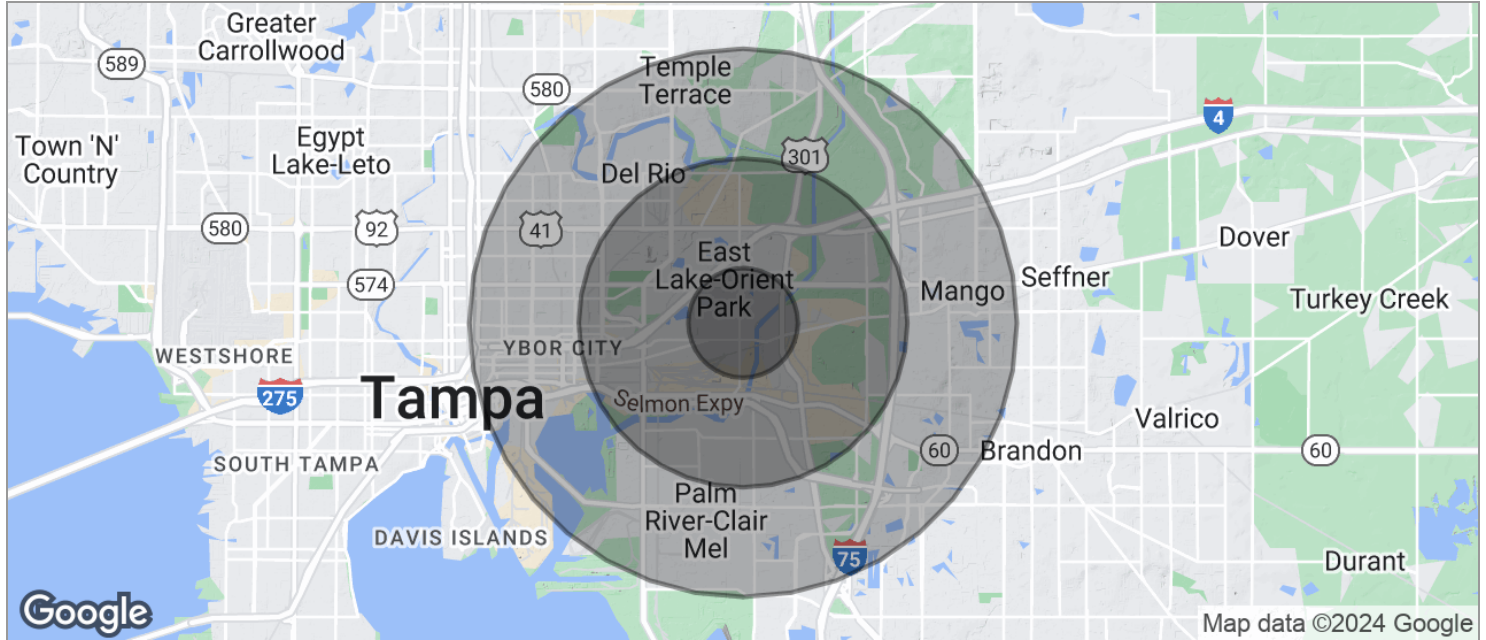 Greater
Carrollwood
589
580
Temple
Terrace
4
Town 'N'
Country
Egypt
Lake-Leto
301
Del Rio
580
92
41
Dover
574
East
Lake-Orient
Park
Mango
Seffner
Turkey Creek
WESTSHORE
YBOR CITY
275
Tampa
Selmon Expy
Valrico
SOUTH TAMPA
60
Brandon
60
Palm
River-Clair
Mel
DAVIS ISLANDS
75
Durant
Google
Map data ©2024 Google